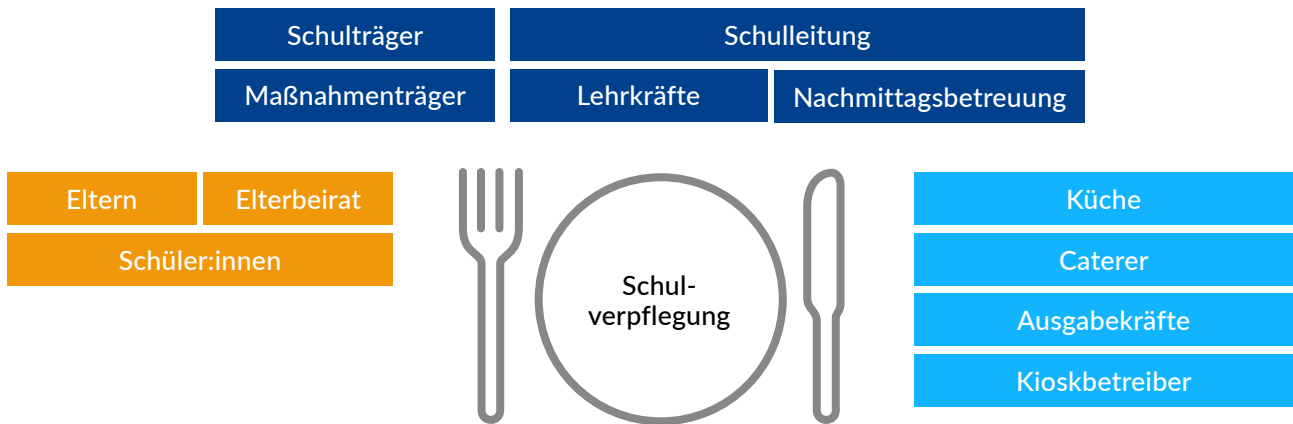 Schulträger
Schulleitung
Maßnahmenträger
Lehrkräfte
Nachmittagsbetreuung
Eltern
Elterbeirat
Schüler:innen
Schul-
verpflegung
Küche
Caterer
Ausgabekräfte
Kioskbetreiber